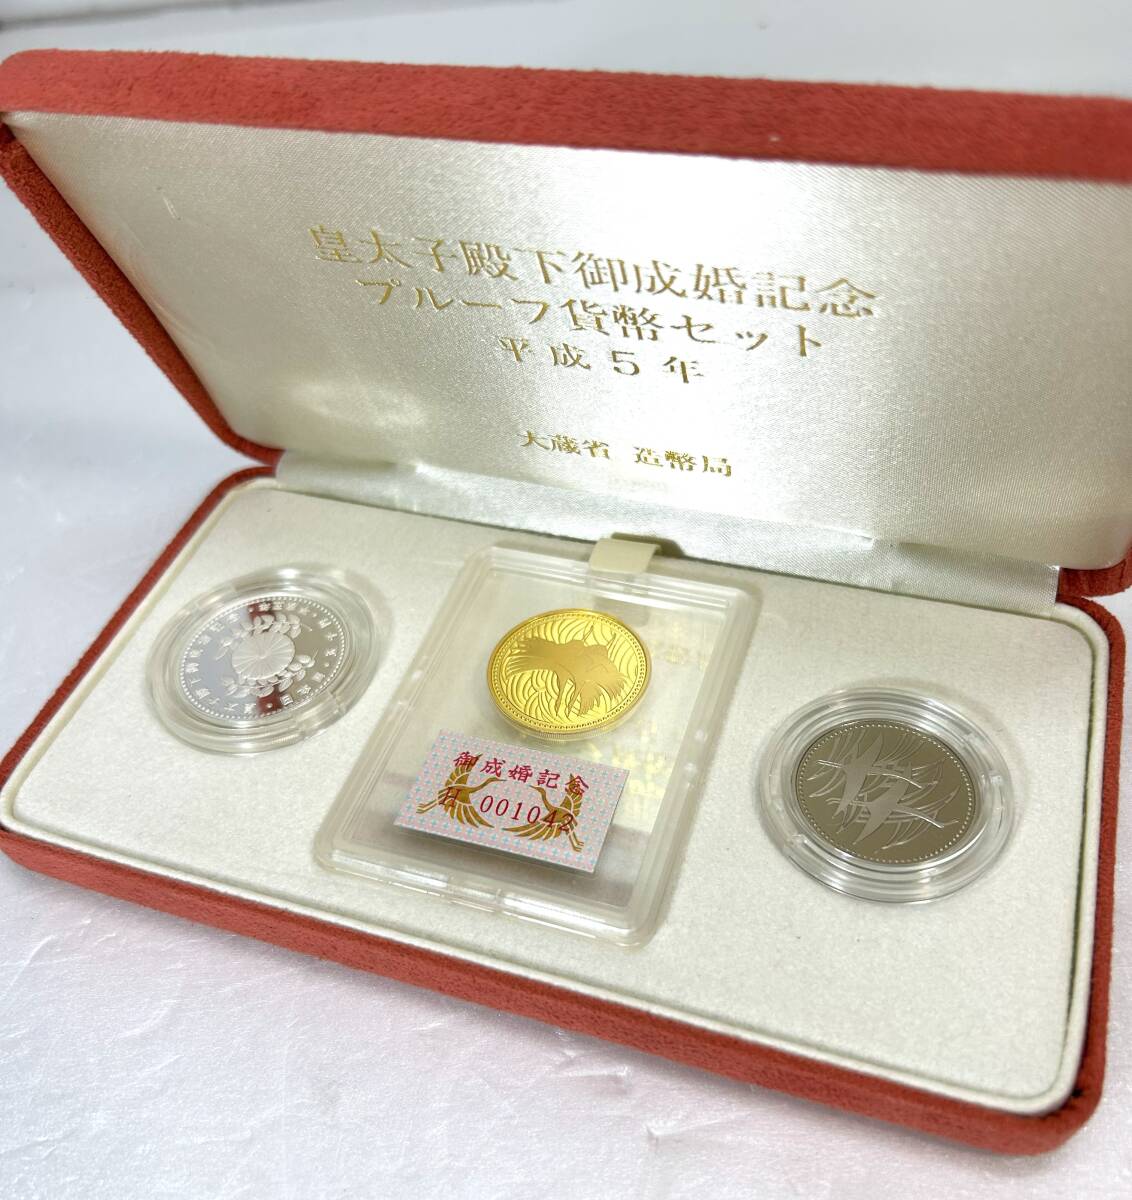 皇太子殿下御成婚記念
プルーフ貨幣セット
平成5年
大蔵省 造幣局
御成婚記念
H 001042